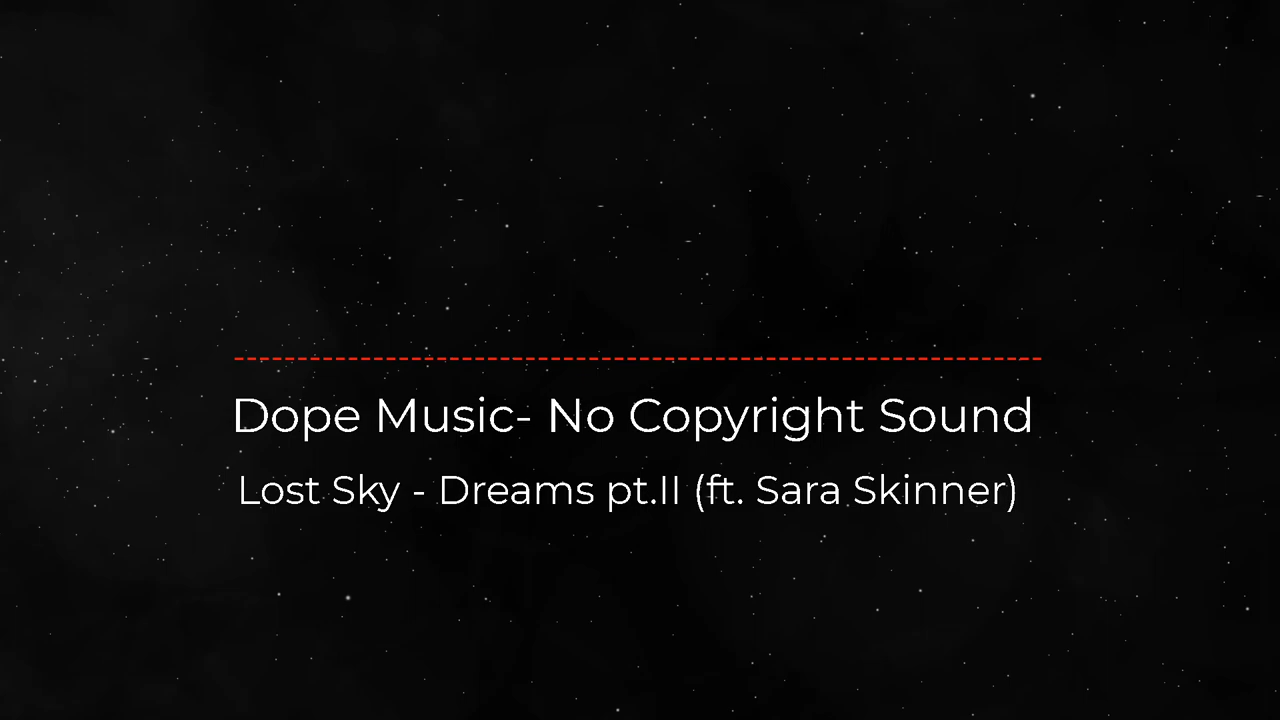 Dope Music- No Copyright Sound
Lost Sky - Dreams pt.II (ft. Sara Skinner)